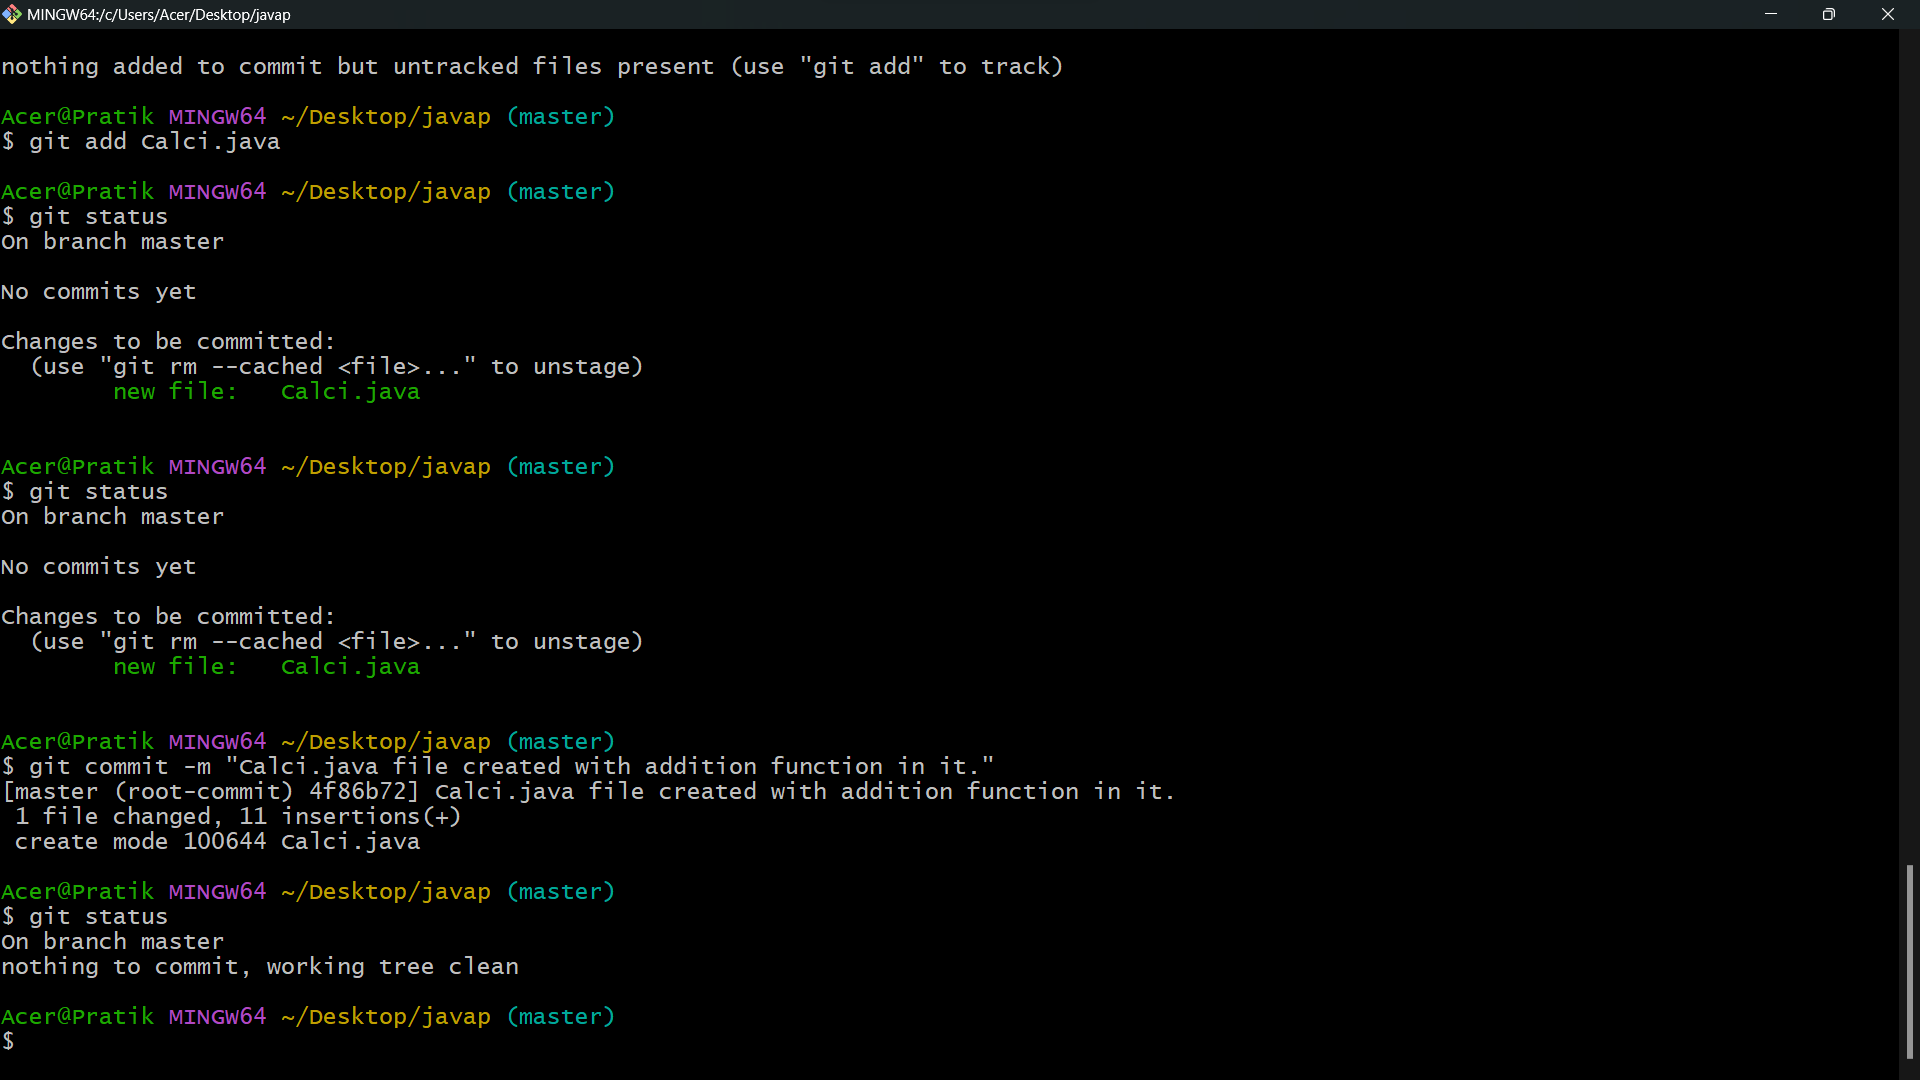 MINGW64:/c/Users/Acer/Desktop/javap
nothing added to commit but untracked files present (use "git add" to track)
Acer@Pratik MINGW64 ~/Desktop/javap (master)
$ git add Calci.java
Acer@Pratik MINGW64 ~/Desktop/javap (master)
$ git status
On branch master
No commits yet
Changes to be committed:
  (use "git rm --cached <file>..." to unstage)
        new file:   Calci.java
Acer@Pratik MINGW64 ~/Desktop/javap (master)
$ git status
On branch master
No commits yet
Changes to be committed:
  (use "git rm --cached <file>..." to unstage)
        new file:   Calci.java
Acer@Pratik MINGW64 ~/Desktop/javap (master)
$ git commit -m "Calci.java file created with addition function in it."
[master (root-commit) 4f86b72] Calci.java file created with addition function in it.
 1 file changed, 11 insertions(+)
 create mode 100644 Calci.java
Acer@Pratik MINGW64 ~/Desktop/javap (master)
$ git status
On branch master
nothing to commit, working tree clean
Acer@Pratik MINGW64 ~/Desktop/javap (master)
$